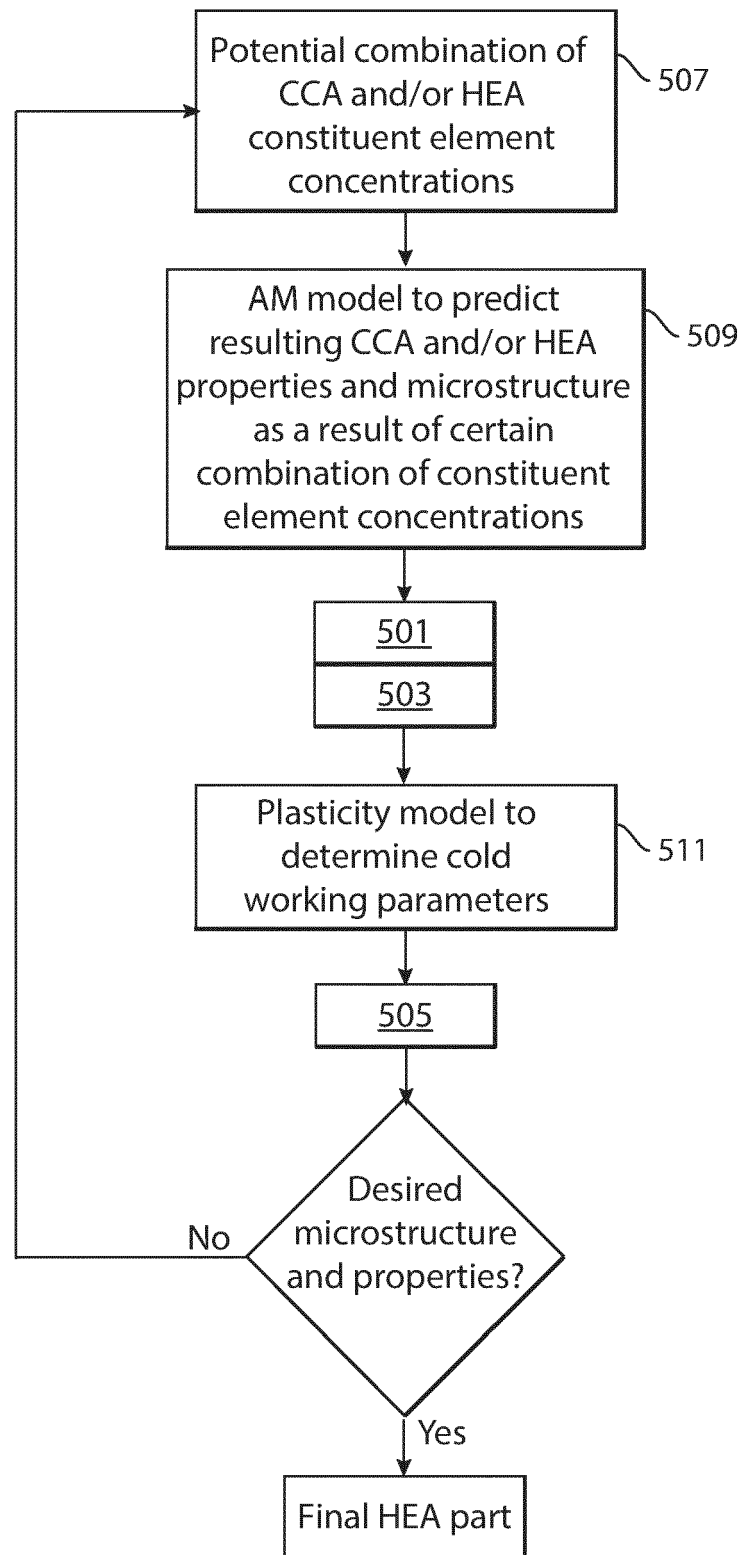 Potential combination of
CCA and/or HEA
constituent element
concentrations
507
AM model to predict
resulting CCA and/or HEA
properties and microstructure
as a result of certain
combination of constituent
element concentrations
509
501
503
Plasticity model to
determine cold
working parameters
511
505
Desired
microstructure
and properties?
No
Yes
Final HEA part